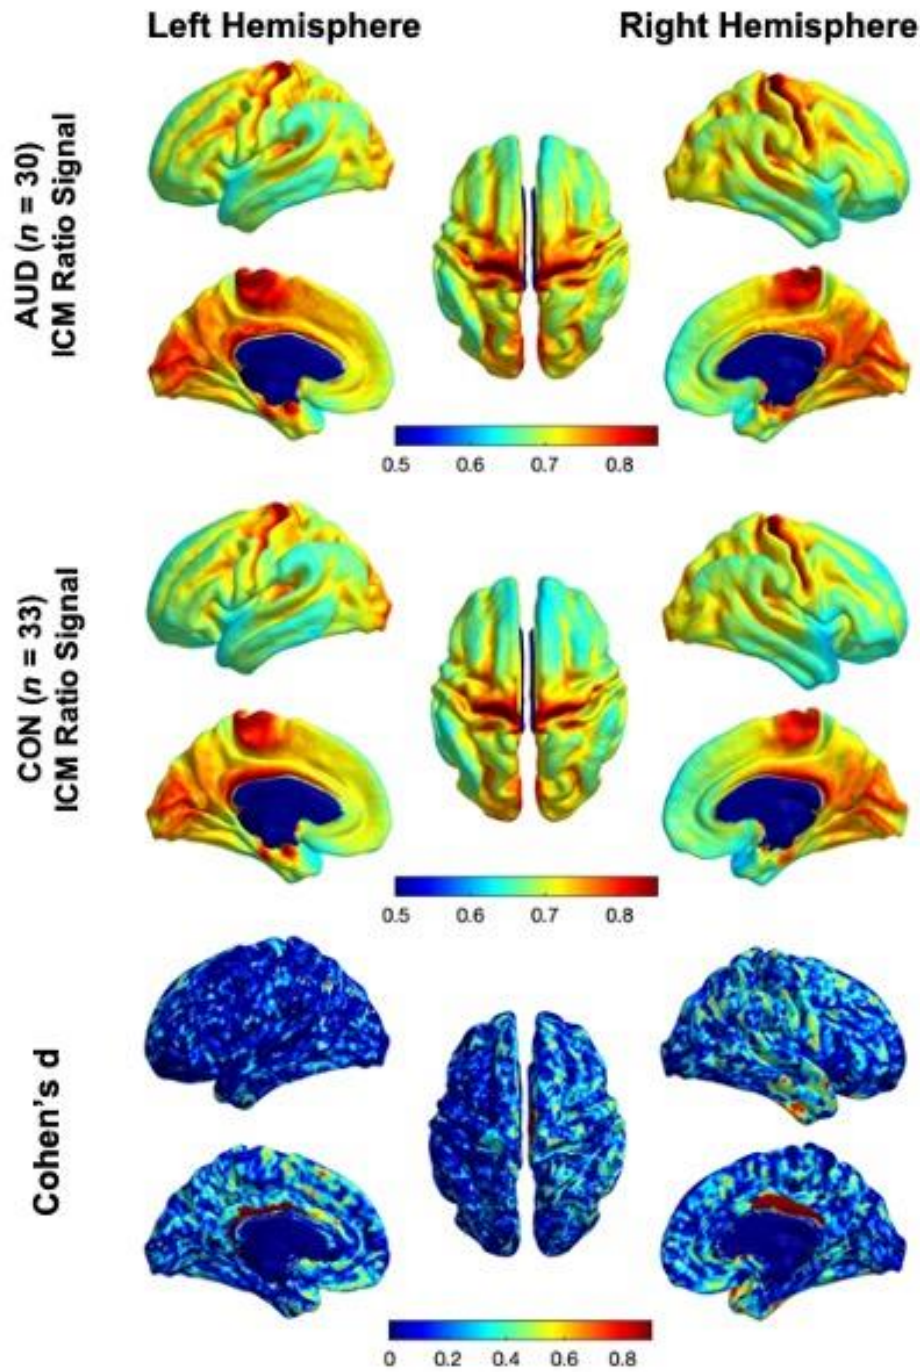 Left Hemisphere
Right Hemisphere
AUD (n = 30)
ICM Ratio Signal
0.5 0.6 0.7 0.8
CON (n = 33)
ICM Ratio Signal
0.5 0.6 0.7 0.8
Cohen's d
0 0.2 0.4 0.6 0.8